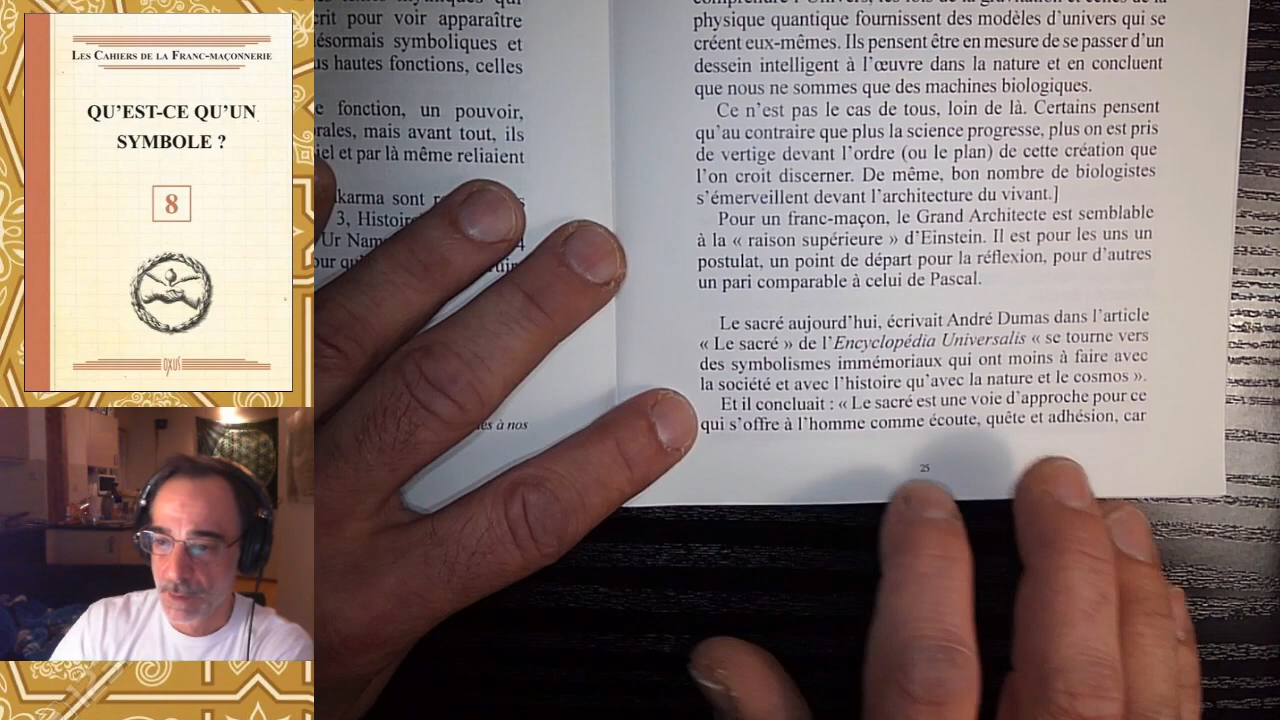 LES CAHIERS DE LA FRANC-MAÇONNERIE
QU'EST-CE QU'UN
SYMBOLE ?
8
OXUS
crit pour voir apparaître
ésormais symboliques et
us hautes fonctions, celles
e fonction, un pouvoir,
orales, mais avant tout, ils
iel et par là même reliaient
karma sont
3, Histoire
Ur
à nos
physique quantique fournissent des modèles d'univers qui se
créent eux-mêmes. Ils pensent être en mesure de se passer d'un
dessein intelligent à l'œuvre dans la nature et en concluent
que nous ne sommes que des machines biologiques.
Ce n'est pas le cas de tous, loin de là. Certains pensent
qu'au contraire que plus la science progresse, plus on est pris
de vertige devant l'ordre (ou le plan) de cette création que
l'on croit discerner. De même, bon nombre de biologistes
s'émerveillent devant l'architecture du vivant.]
Pour un franc-maçon, le Grand Architecte est semblable
à la « raison supérieure » d'Einstein. Il est pour les uns un
postulat, un point de départ pour la réflexion, pour d'autres
un pari comparable à celui de Pascal.
Le sacré aujourd'hui, écrivait André Dumas dans l'article
« Le sacré » de l'Encyclopédia Universalis « se tourne vers
des symbolismes immémoriaux qui ont moins à faire avec
la société et avec l'histoire qu'avec la nature et le cosmos ».
Et il concluait : « Le sacré est une voie d'approche pour ce
qui s'offre à l'homme comme écoute, quête et adhésion, car
25